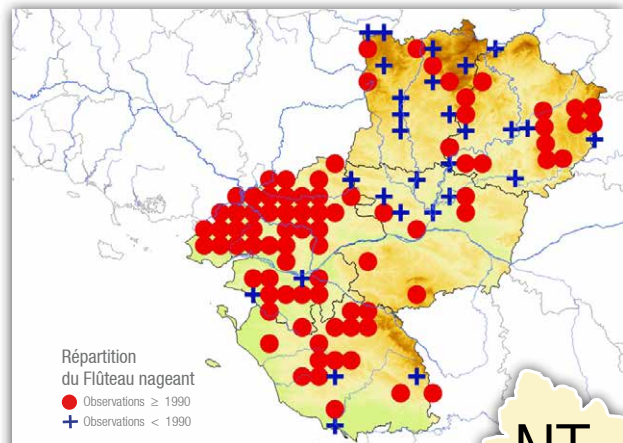 Répartition
du Flûteau nageant
Observations ≥ 1990
Observations < 1990
NT